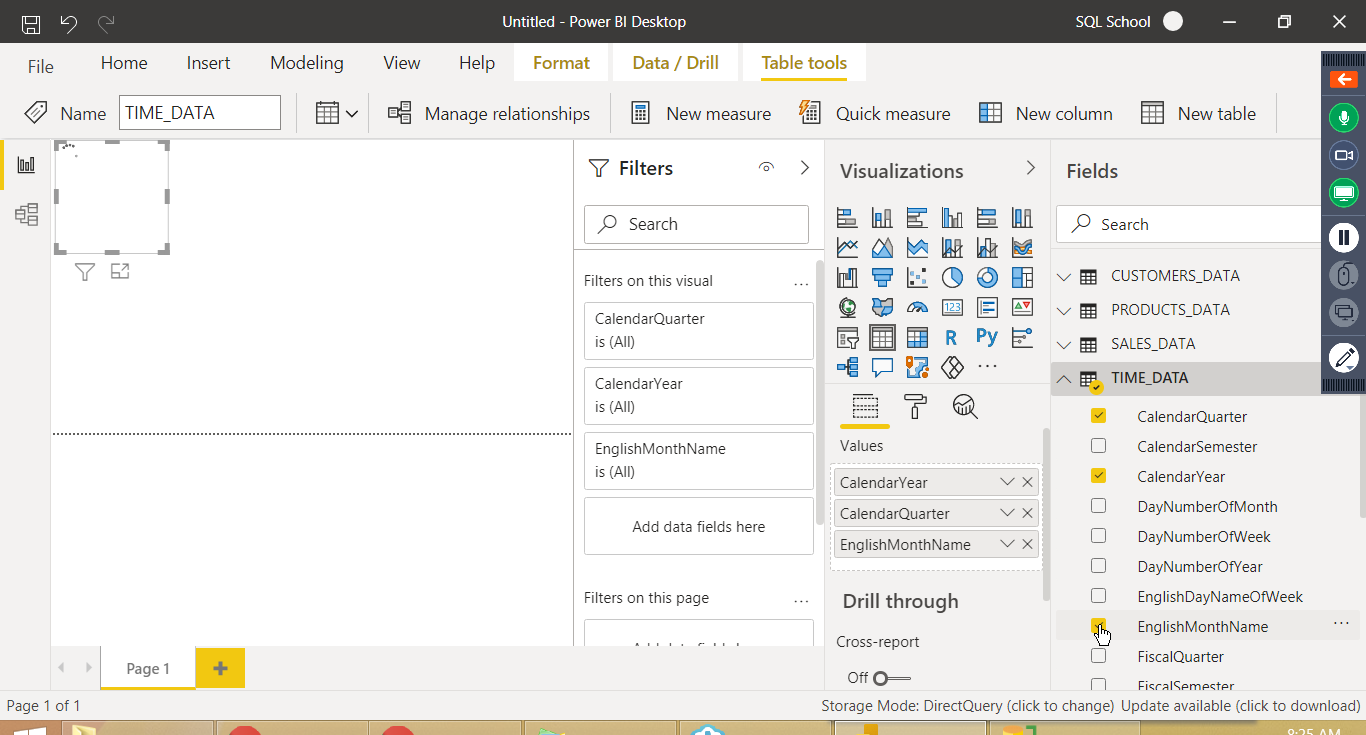 Untitled - Power BI Desktop
SQL School
File Home Insert Modeling View Help Format Data / Drill Table tools
Name TIME_DATA Manage relationships New measure Quick measure New column New table
Filters
Search
Filters on this visual ...
CalendarQuarter
is (All)
CalendarYear
is (All)
EnglishMonthName
is (All)
Add data fields here
Filters on this page ...
Visualizations
123
R Py ...
Values
CalendarYear
CalendarQuarter
EnglishMonthName
Drill through
Cross-report
Off
Fields
Search
CUSTOMERS_DATA
PRODUCTS_DATA
SALES_DATA
TIME_DATA
CalendarQuarter
CalendarSemester
CalendarYear
DayNumberOfMonth
DayNumberOfWeek
DayNumberOfYear
EnglishDayNameOfWeek
EnglishMonthName ...
FiscalQuarter
FiscalSemester
Page 1
Page 1 of 1
Storage Mode: DirectQuery (click to change) Update available (click to download)
8:25 AM